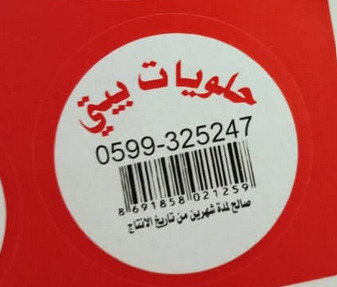 حلويات بيتي
0599-325247
8 691858 021259
صالح لمدة شهرين من تاريخ الانتاج